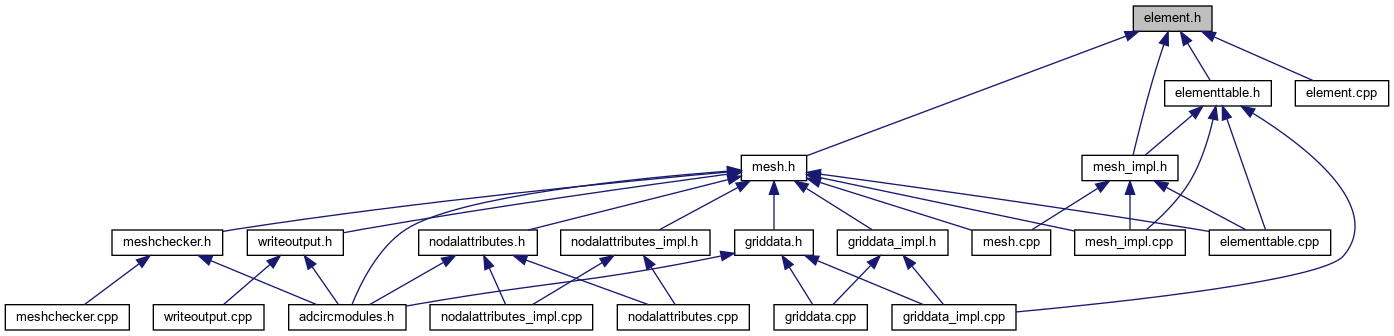 element.h
elementtable.h
element.cpp
mesh.h
mesh_impl.h
meshchecker.h
writeoutput.h
nodalattributes.h
nodalattributes_impl.h
griddata.h
griddata_impl.h
mesh.cpp
mesh_impl.cpp
elementtable.cpp
meshchecker.cpp
writeoutput.cpp
adcircmodules.h
nodalattributes_impl.cpp
nodalattributes.cpp
griddata.cpp
griddata_impl.cpp